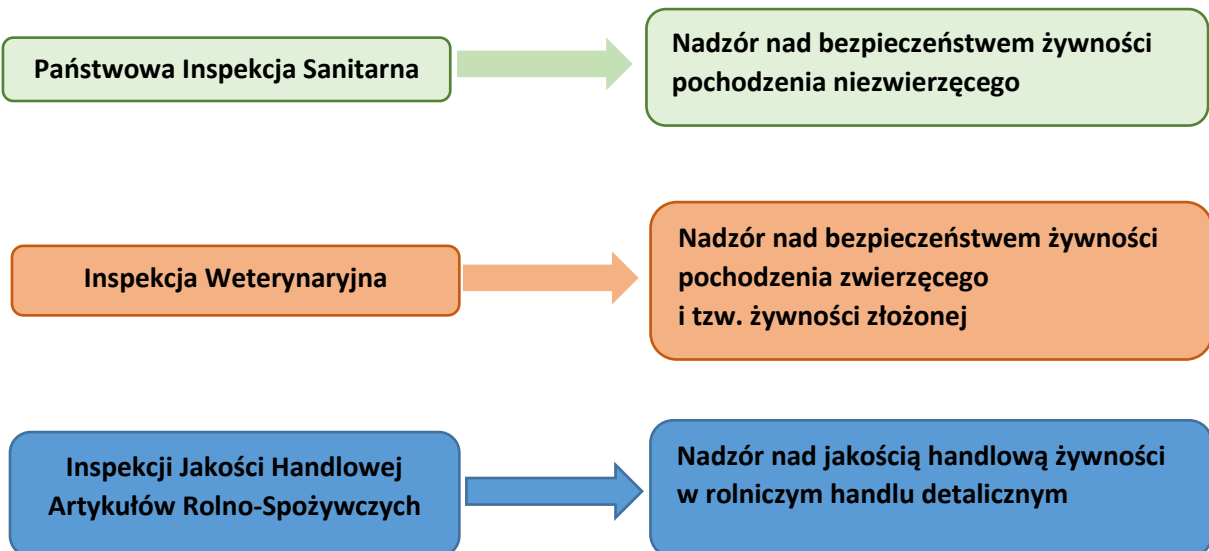 Państwowa Inspekcja Sanitarna
Nadzór nad bezpieczeństwem żywności
pochodzenia niezwierzęcego
Inspekcja Weterynaryjna
Nadzór nad bezpieczeństwem żywności
pochodzenia zwierzęcego
i tzw. żywności złożonej
Inspekcji Jakości Handlowej
Artykułów Rolno-Spożywczych
Nadzór nad jakością handlową żywności
w rolniczym handlu detalicznym